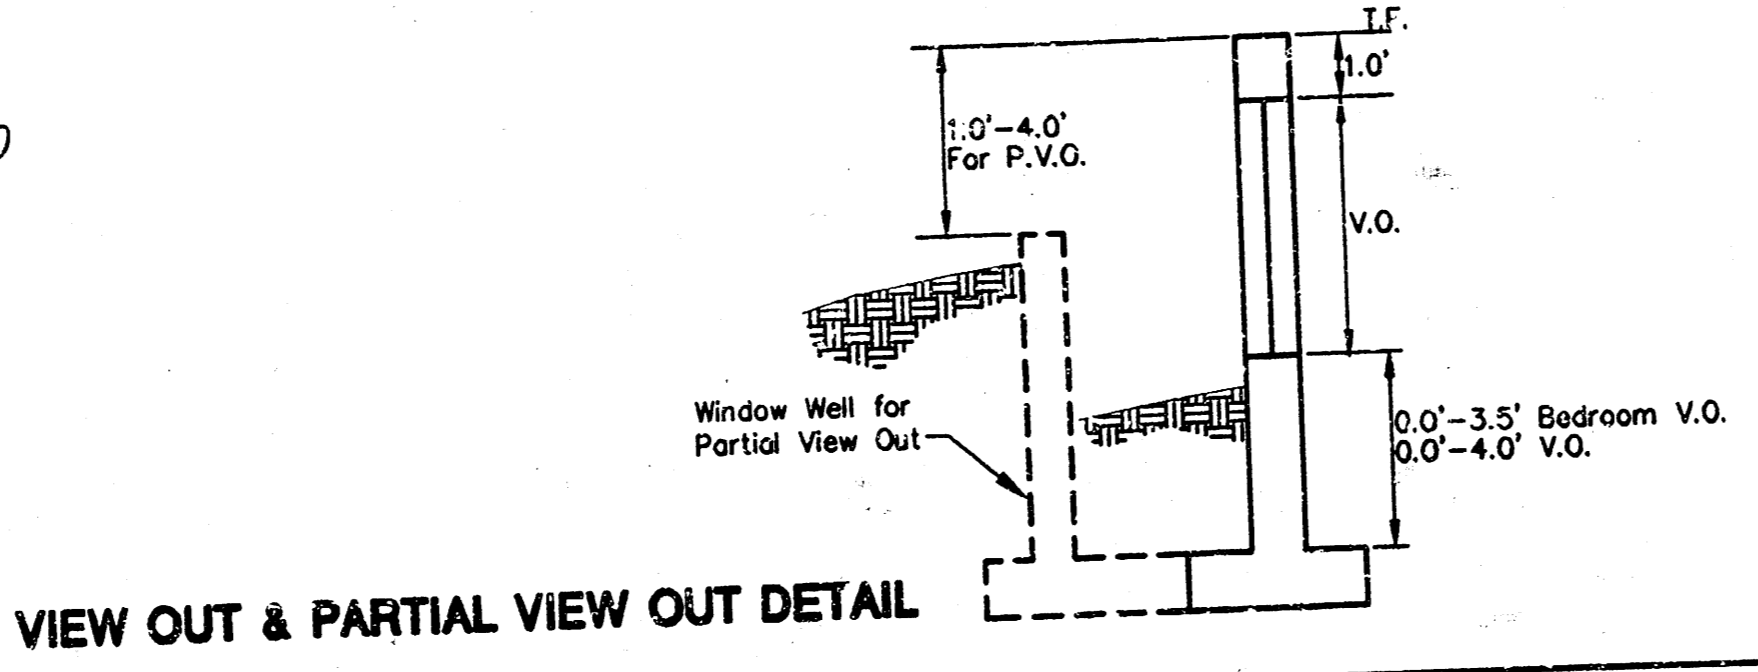 T.F.
1.0'
1.0'-4.0'
For P.V.O.
V.O.
Window Well for
Partial View Out
0.0'-3.5' Bedroom V.O.
0.0'-4.0' V.O.
VIEW OUT & PARTIAL VIEW OUT DETAIL